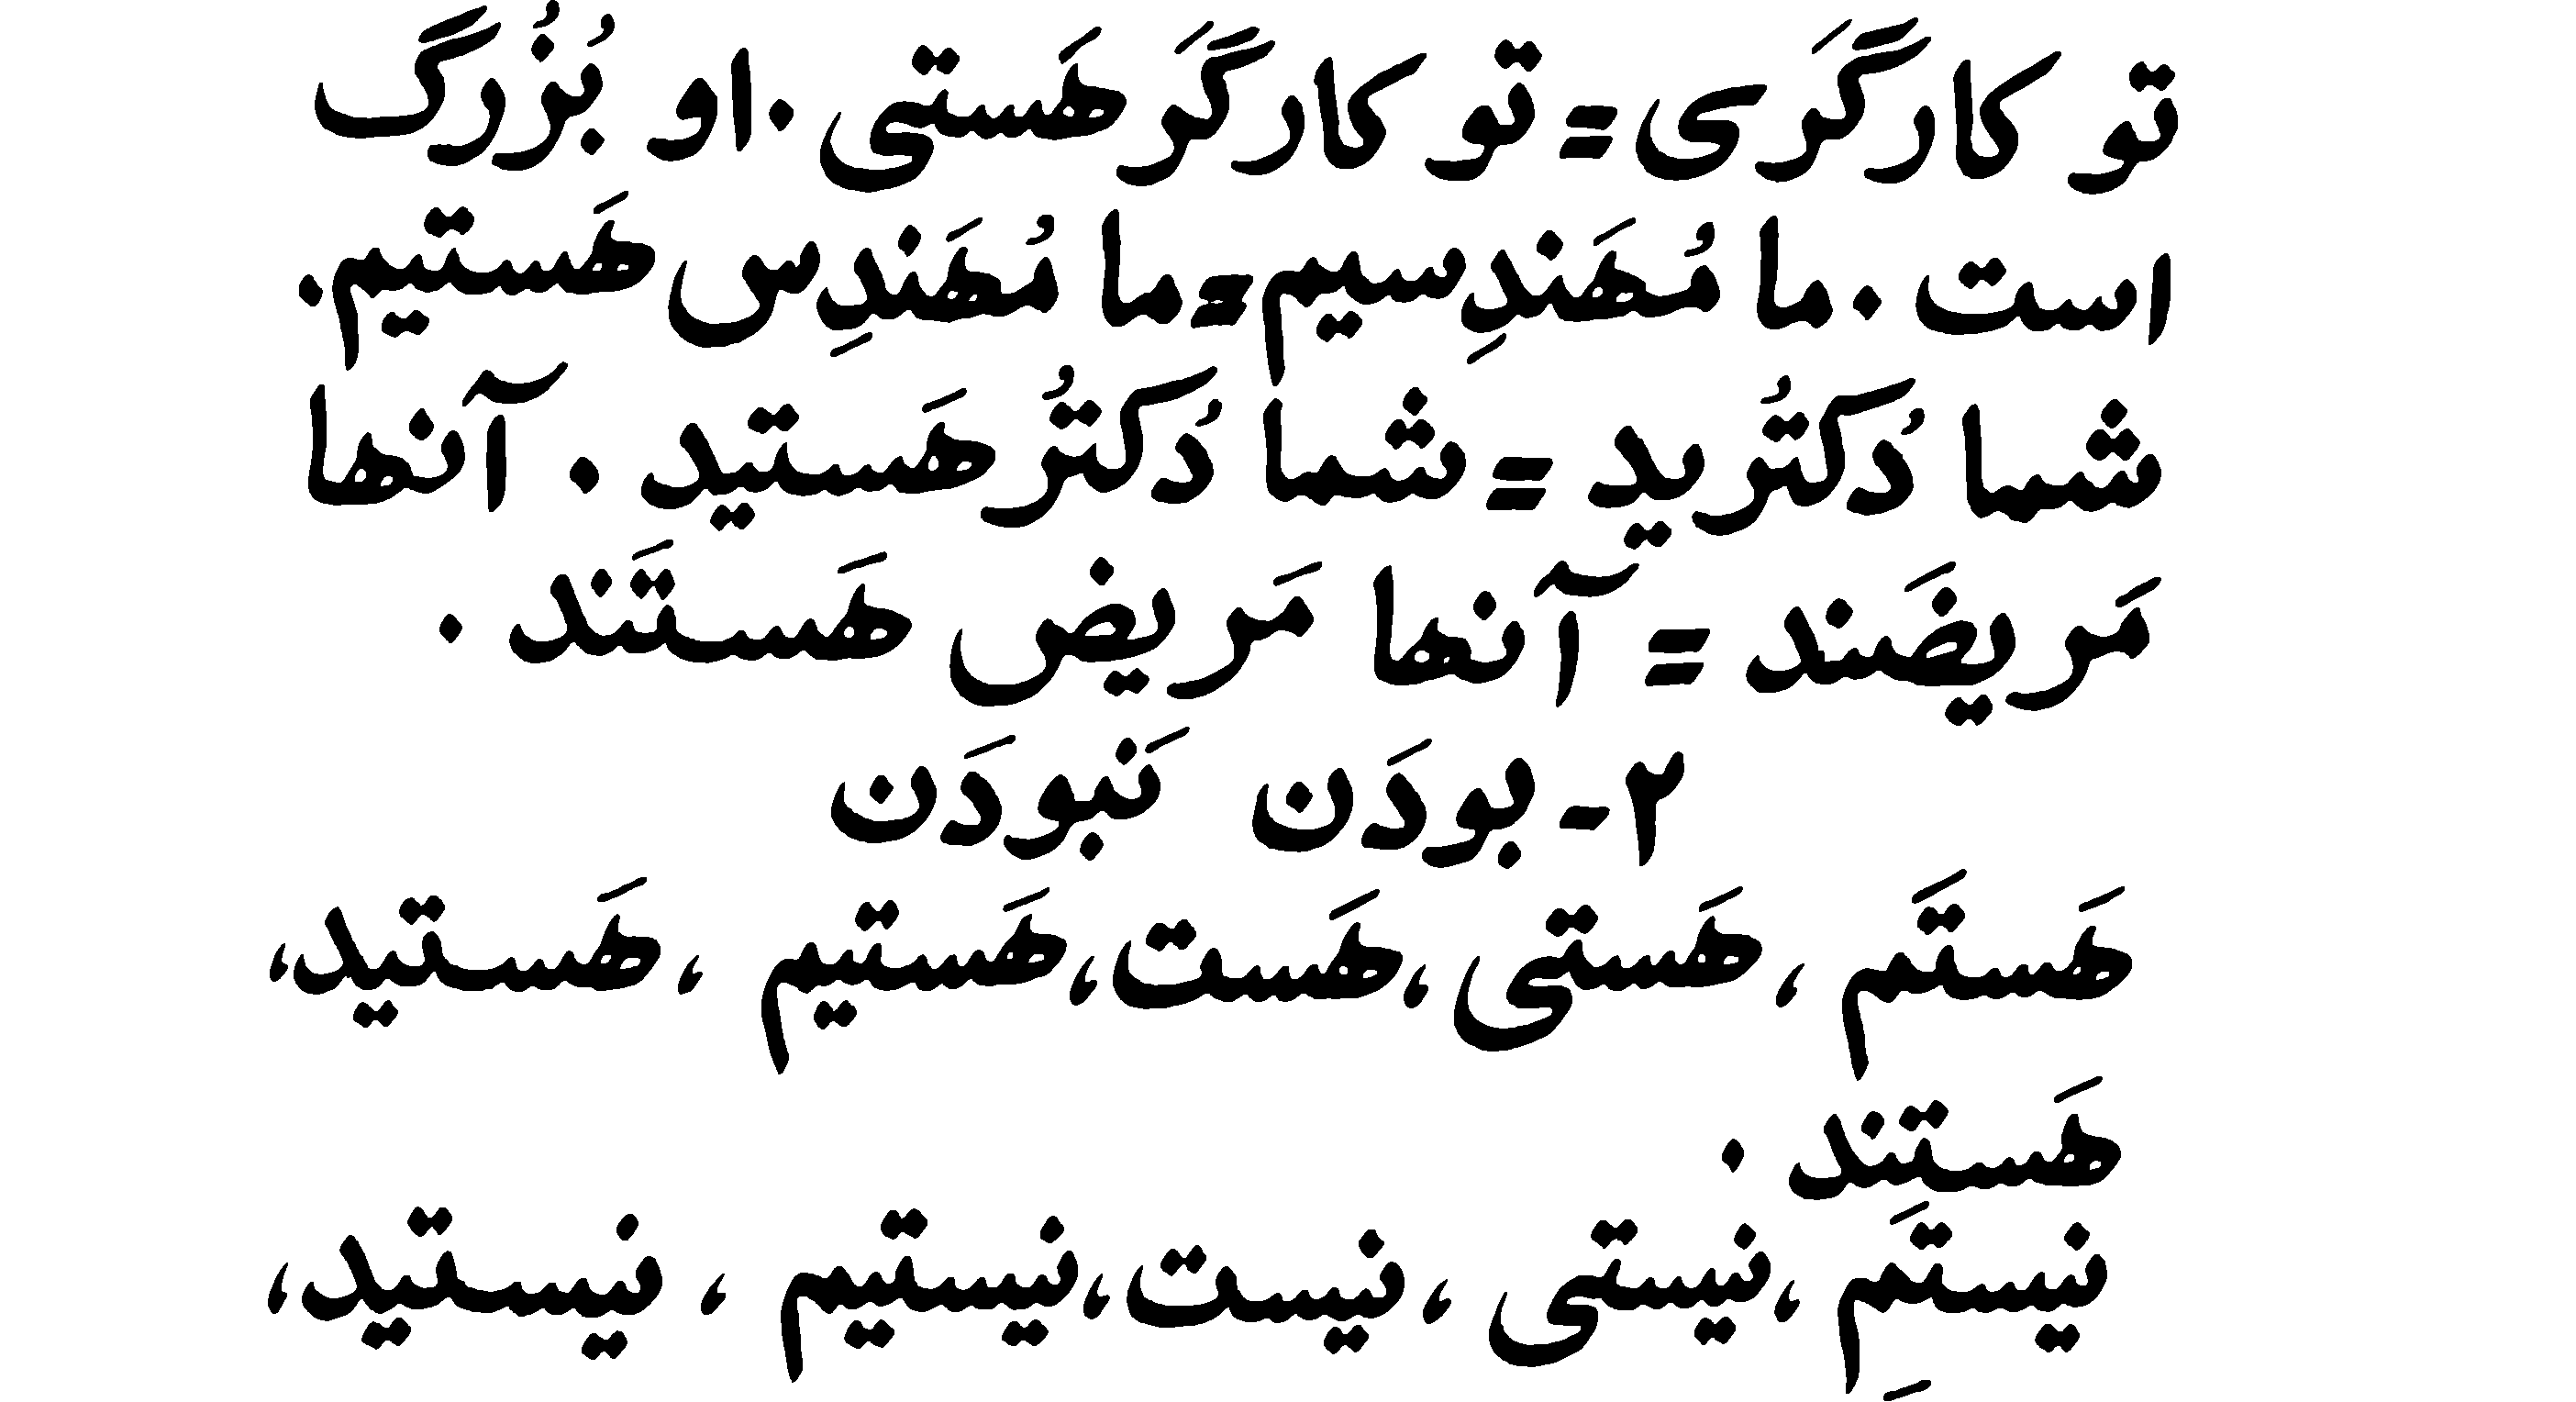 تو کارگَری = تو کارگَر هَستی . او بُزُرگ
است . ما مُهَندِسیم = ما مُهَندِس هَستیم .
شما دُکتُرید = شما دُکتُر هَستید . آنها
مَریضَند = آنها مَریض هَستَند .
۲ - بودَن نَبودَن
هَستَم ، هَستی ، هَست ، هَستیم ، هَستید ،
هَستَند .
نیستَم ، نیستی ، نیست ، نیستیم ، نیستید ،